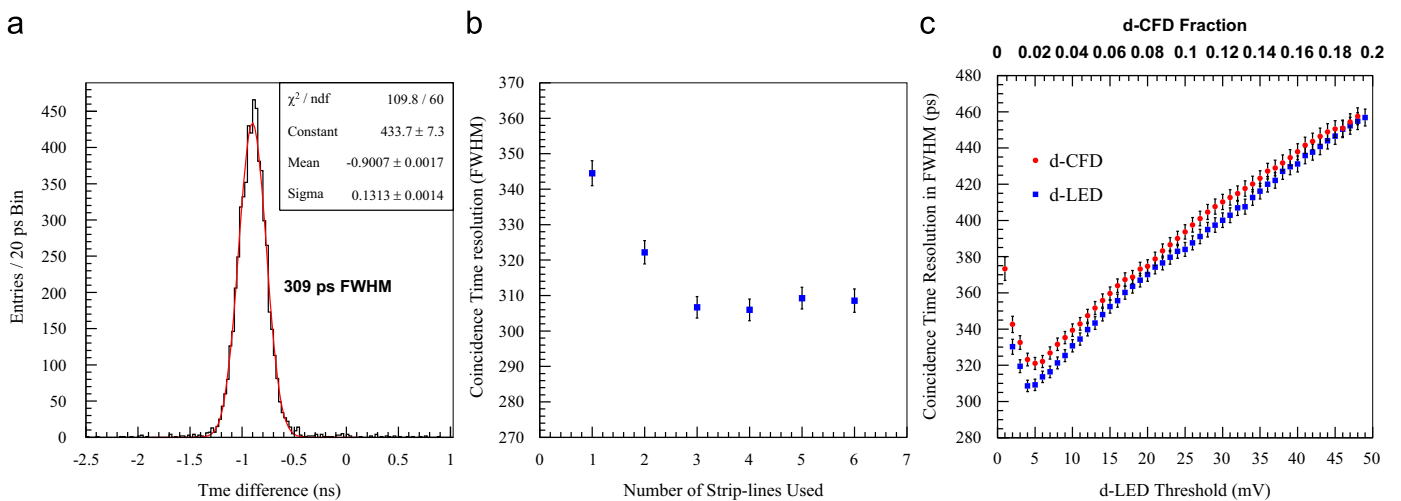 a
450
400
350
300
250
200
150
100
50
0
-2.5
-2
-1.5
-1
-0.5
0
0.5
1
Entries / 20 ps Bin
Tme difference (ns)
χ² / ndf 109.8 / 60
Constant 433.7 ± 7.3
Mean -0.9007 ± 0.0017
Sigma 0.1313 ± 0.0014
309 ps FWHM
b
370
360
350
340
330
320
310
300
290
280
270
0
1
2
3
4
5
6
7
Coincidence Time resolution (FWHM)
Number of Strip-lines Used
c
d-CFD Fraction
0 0.02 0.04 0.06 0.08 0.1 0.12 0.14 0.16 0.18 0.2
480
460
440
420
400
380
360
340
320
300
280
0 5 10 15 20 25 30 35 40 45 50
Coincidence Time Resolution in FWHM (ps)
d-LED Threshold (mV)
d-CFD
d-LED